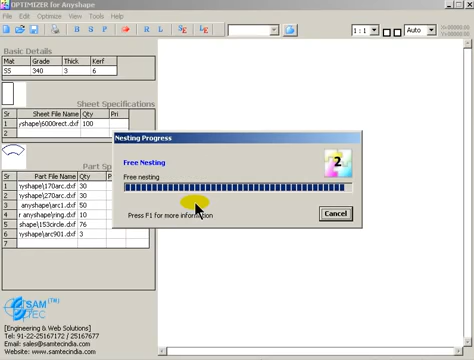 OPTIMIZER for Anyshape
File Edit Optimize View Tools Help
1 : 1 Auto
Basic Details
Mat Grade Thick Kerf
SS 340 3 6
Sheet Specifications
Sr Sheet File Name Qty Pri
1 yshape\6000rect.dxf 100
2
Part Sp
Sr Part File Name Qty
1 yshape\170arc.dxf 30
2 yshape\270arc.dxf 30
3 anyshape\arc1.dxf 50
4 r anyshape\ring.dxf 10
5 shape\153circle.dxf 76
6 yshape\arc901.dxf 3
7
Nesting Progress
Free Nesting
2
Free nesting
Press F1 for more information
Cancel
SAM (TM)
TEC
[Engineering & Web Solutions]
Tel: 91-22-25167172 / 25167677
Email: sales@samtecindia.com
Website: www.samtecindia.com